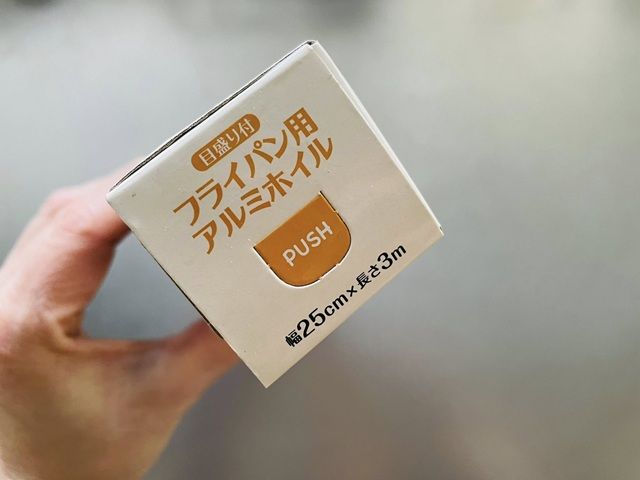 目盛り付
フライパン用
アルミホイル
PUSH
幅25cm×長さ3m